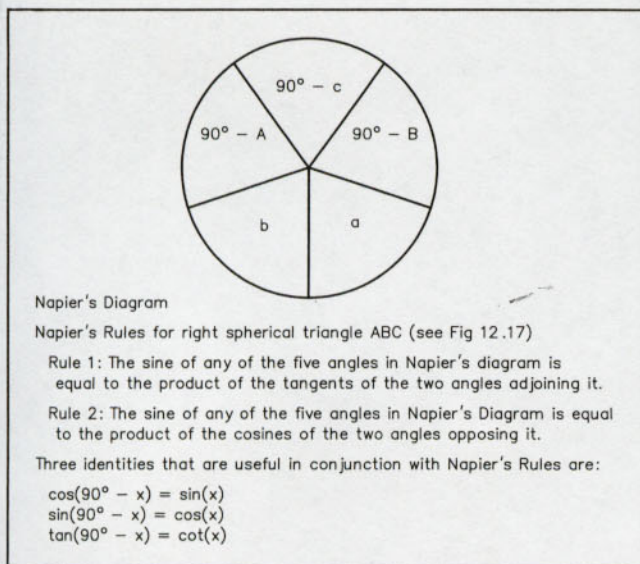 90° - c
90° - A
90° - B
b
a
Napier's Diagram
Napier's Rules for right spherical triangle ABC (see Fig 12.17)
Rule 1: The sine of any of the five angles in Napier's diagram is
equal to the product of the tangents of the two angles adjoining it.
Rule 2: The sine of any of the five angles in Napier's Diagram is equal
to the product of the cosines of the two angles opposing it.
Three identities that are useful in conjunction with Napier's Rules are:
cos(90° - x) = sin(x)
sin(90° - x) = cos(x)
tan(90° - x) = cot(x)